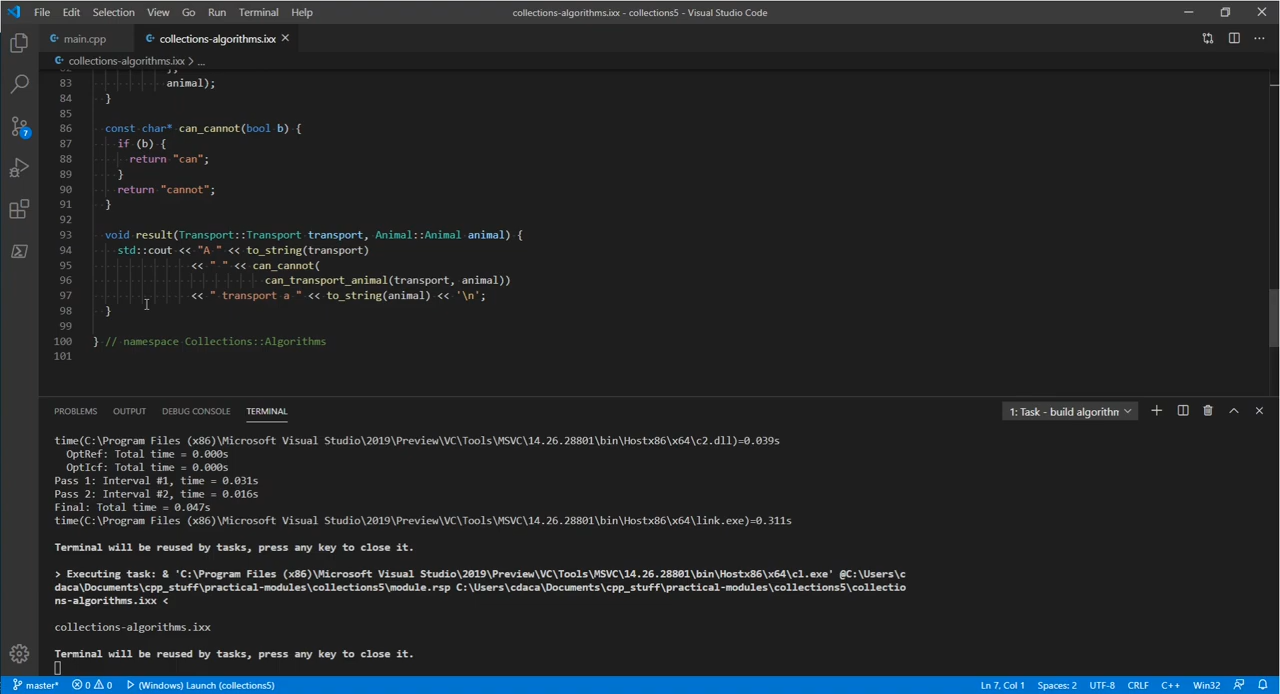 File Edit Selection View Go Run Terminal Help
collections-algorithms.ixx - collections5 - Visual Studio Code
main.cpp
collections-algorithms.ixx
collections-algorithms.ixx > ...
83 animal);
84 }
85
86 const char* can_cannot(bool b) {
87 if (b) {
88 return "can";
89 }
90 return "cannot";
91 }
92
93 void result(Transport::Transport transport, Animal::Animal animal) {
94 std::cout << "A " << to_string(transport)
95 << " " << can_cannot(
96 can_transport_animal(transport, animal))
97 << " transport a " << to_string(animal) << '\n';
98 }
99
100 } // namespace Collections::Algorithms
101
7
PROBLEMS OUTPUT DEBUG CONSOLE TERMINAL
1: Task - build algorithm
time(C:\Program Files (x86)\Microsoft Visual Studio\2019\Preview\VC\Tools\MSVC\14.26.28801\bin\Hostx86\x64\c2.dll)=0.039s
OptRef: Total time = 0.000s
OptIcf: Total time = 0.000s
Pass 1: Interval #1, time = 0.031s
Pass 2: Interval #2, time = 0.016s
Final: Total time = 0.047s
time(C:\Program Files (x86)\Microsoft Visual Studio\2019\Preview\VC\Tools\MSVC\14.26.28801\bin\Hostx86\x64\link.exe)=0.311s
Terminal will be reused by tasks, press any key to close it.
> Executing task: & 'C:\Program Files (x86)\Microsoft Visual Studio\2019\Preview\VC\Tools\MSVC\14.26.28801\bin\Hostx86\x64\cl.exe' @C:\Users\c
daca\Documents\cpp_stuff\practical-modules\collections5\module.rsp C:\Users\cdaca\Documents\cpp_stuff\practical-modules\collections5\collectio
ns-algorithms.ixx <
collections-algorithms.ixx
Terminal will be reused by tasks, press any key to close it.
master* 0 0 (Windows) Launch (collections5) Ln 7, Col 1 Spaces: 2 UTF-8 CRLF C++ Win32